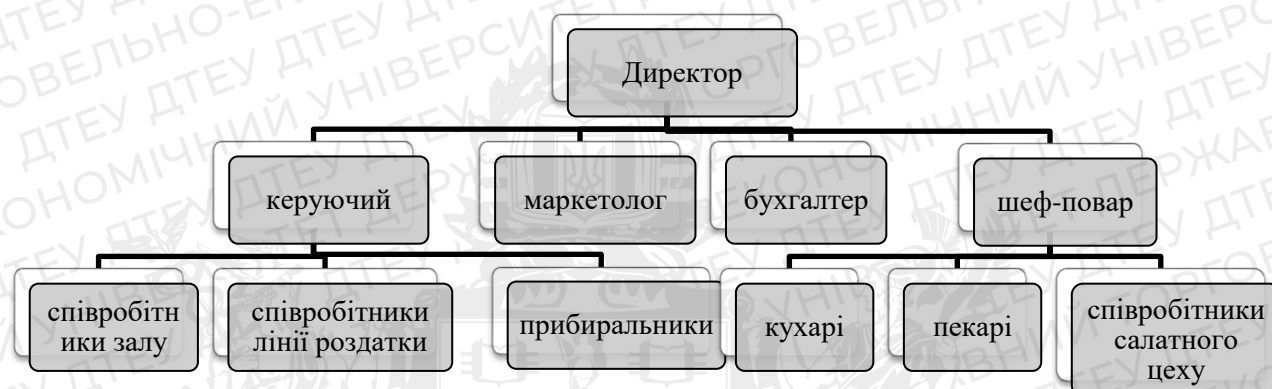 Директор
керуючий
маркетолог
бухгалтер
шеф-повар
співробітн
ики залу
співробітники
лінії роздатки
прибиральники
кухарі
пекарі
співробітники
салатного
цеху